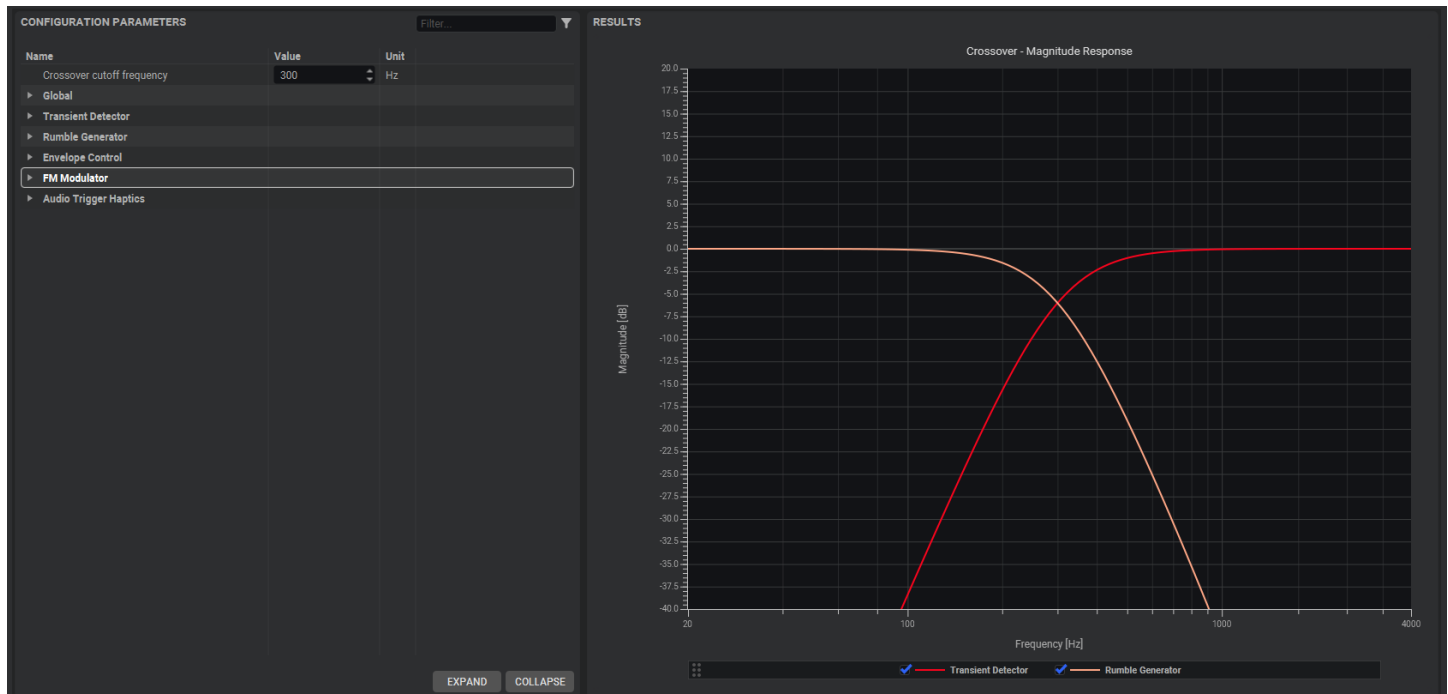 CONFIGURATION PARAMETERS
Filter...
Name Value Unit
Crossover cutoff frequency 300 Hz
Global
Transient Detector
Rumble Generator
Envelope Control
FM Modulator
Audio Trigger Haptics
EXPAND COLLAPSE
RESULTS
Crossover - Magnitude Response
20.0
17.5
15.0
12.5
10.0
7.5
5.0
2.5
0.0
-2.5
-5.0
-7.5
-10.0
-12.5
-15.0
-17.5
-20.0
-22.5
-25.0
-27.5
-30.0
-32.5
-35.0
-37.5
-40.0
Magnitude [dB]
20 100 1000 4000
Frequency [Hz]
Transient Detector Rumble Generator